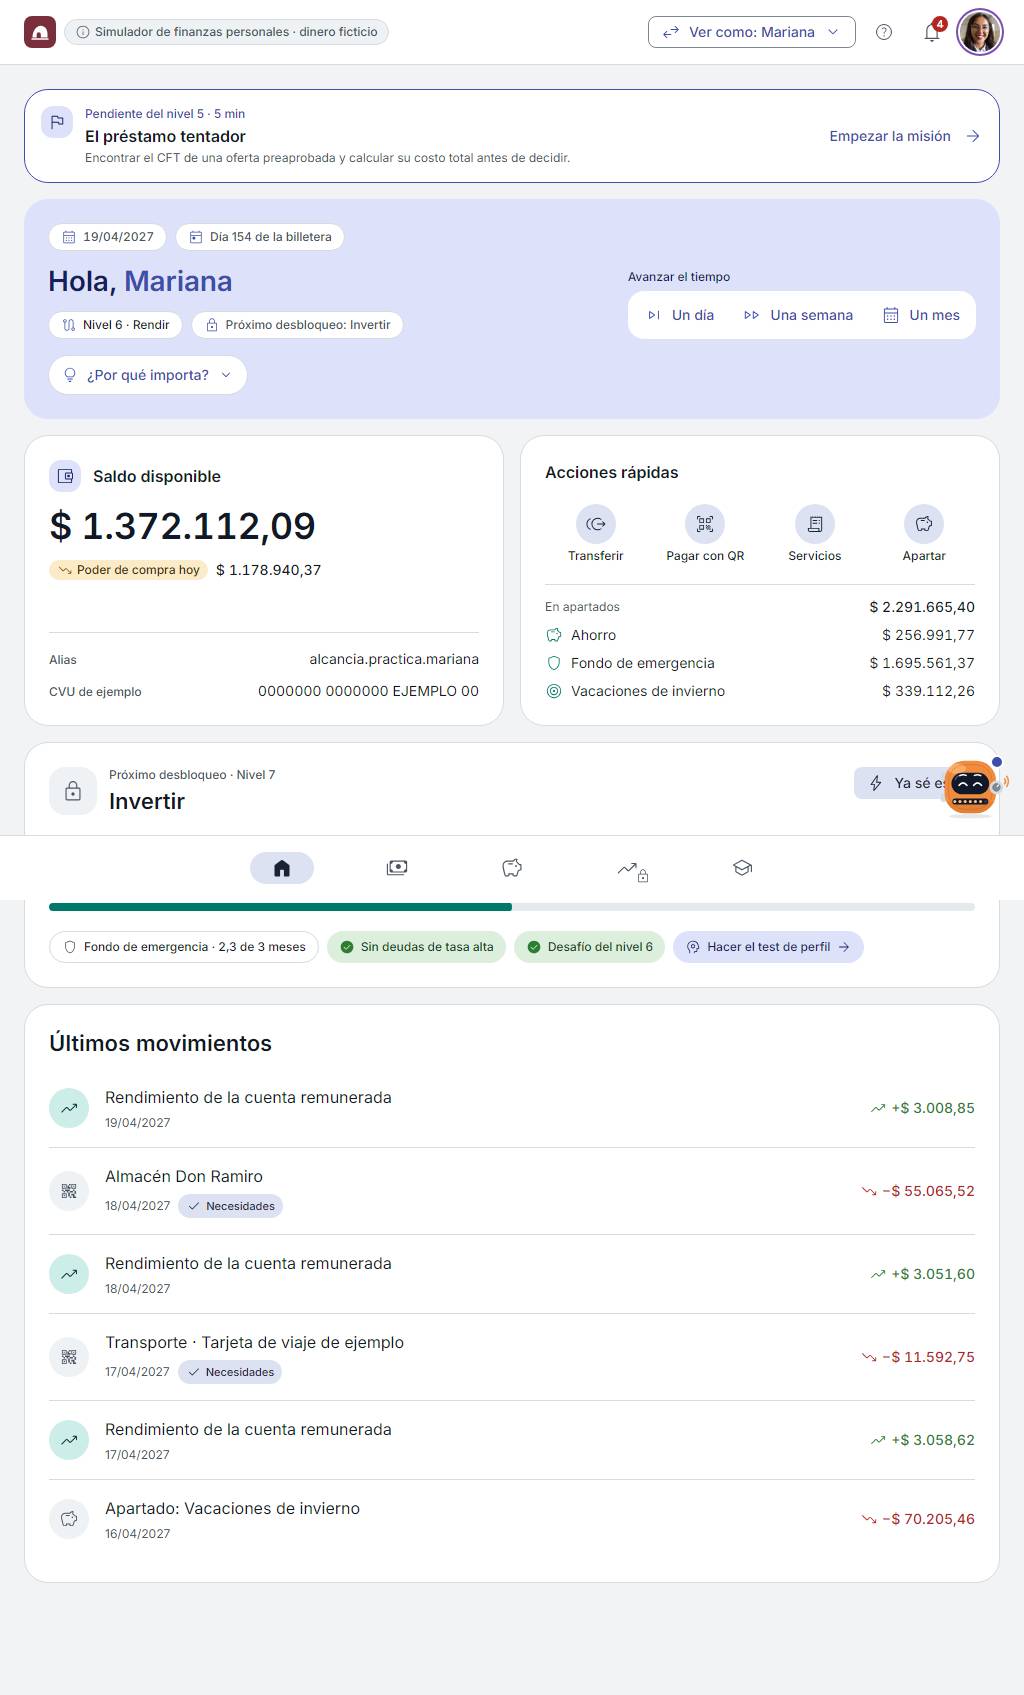 Simulador de finanzas personales · dinero ficticio
Ver como: Mariana
4
Pendiente del nivel 5 · 5 min
El préstamo tentador
Encontrar el CFT de una oferta preaprobada y calcular su costo total antes de decidir.
Empezar la misión
19/04/2027
Día 154 de la billetera
Hola, Mariana
Nivel 6 · Rendir
Próximo desbloqueo: Invertir
¿Por qué importa?
Avanzar el tiempo
Un día
Una semana
Un mes
Saldo disponible
$ 1.372.112,09
Poder de compra hoy
$ 1.178.940,37
Alias
alcancia.practica.mariana
CVU de ejemplo
0000000 0000000 EJEMPLO 00
Acciones rápidas
Transferir
Pagar con QR
Servicios
Apartar
En apartados
$ 2.291.665,40
Ahorro
$ 256.991,77
Fondo de emergencia
$ 1.695.561,37
Vacaciones de invierno
$ 339.112,26
Próximo desbloqueo · Nivel 7
Invertir
Ya sé
Fondo de emergencia · 2,3 de 3 meses
Sin deudas de tasa alta
Desafío del nivel 6
Hacer el test de perfil
Últimos movimientos
Rendimiento de la cuenta remunerada
19/04/2027
+$ 3.008,85
Almacén Don Ramiro
18/04/2027
Necesidades
−$ 55.065,52
Rendimiento de la cuenta remunerada
18/04/2027
+$ 3.051,60
Transporte · Tarjeta de viaje de ejemplo
17/04/2027
Necesidades
−$ 11.592,75
Rendimiento de la cuenta remunerada
17/04/2027
+$ 3.058,62
Apartado: Vacaciones de invierno
16/04/2027
−$ 70.205,46